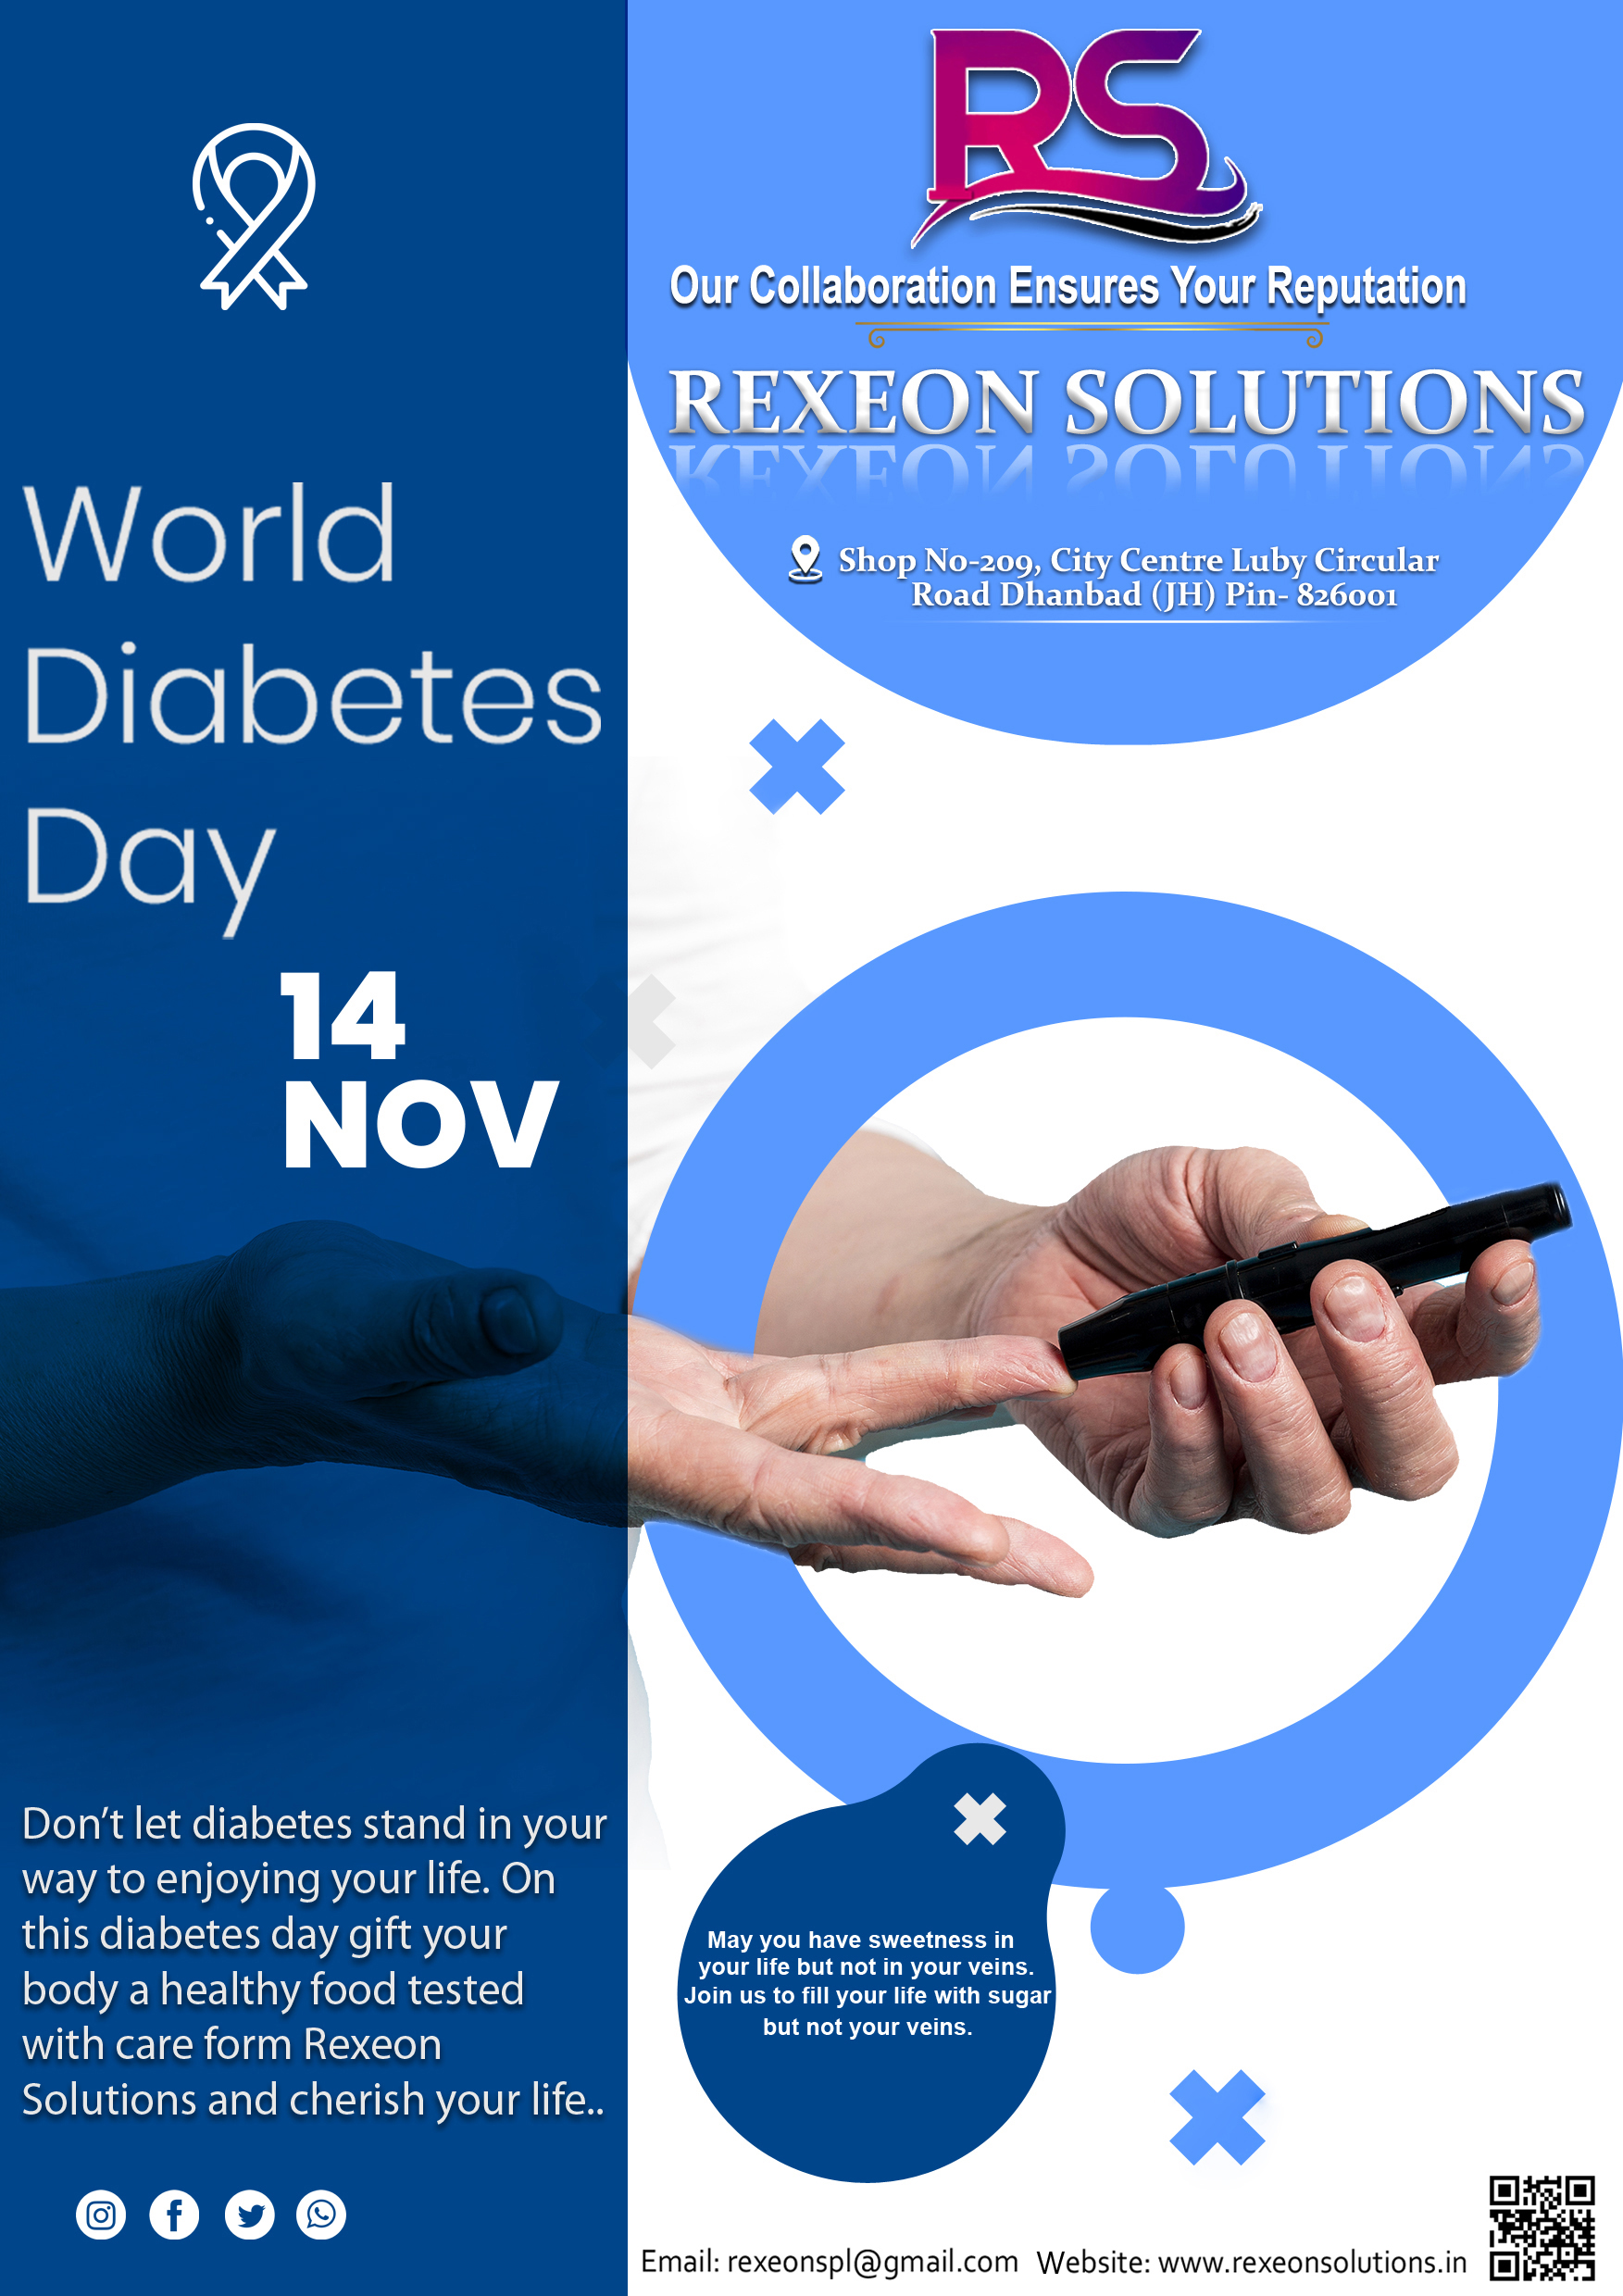 RS
Our Collaboration Ensures Your Reputation
REXEON SOLUTIONS
Shop No-209, City Centre Luby Circular
Road Dhanbad (JH) Pin- 826001
World
Diabetes
Day
14
NOV
Don't let diabetes stand in your
way to enjoying your life. On
this diabetes day gift your
body a healthy food tested
with care form Rexeon
Solutions and cherish your life..
May you have sweetness in
your life but not in your veins.
Join us to fill your life with sugar
but not your veins.
Email: rexeonspl@gmail.com Website: www.rexeonsolutions.in